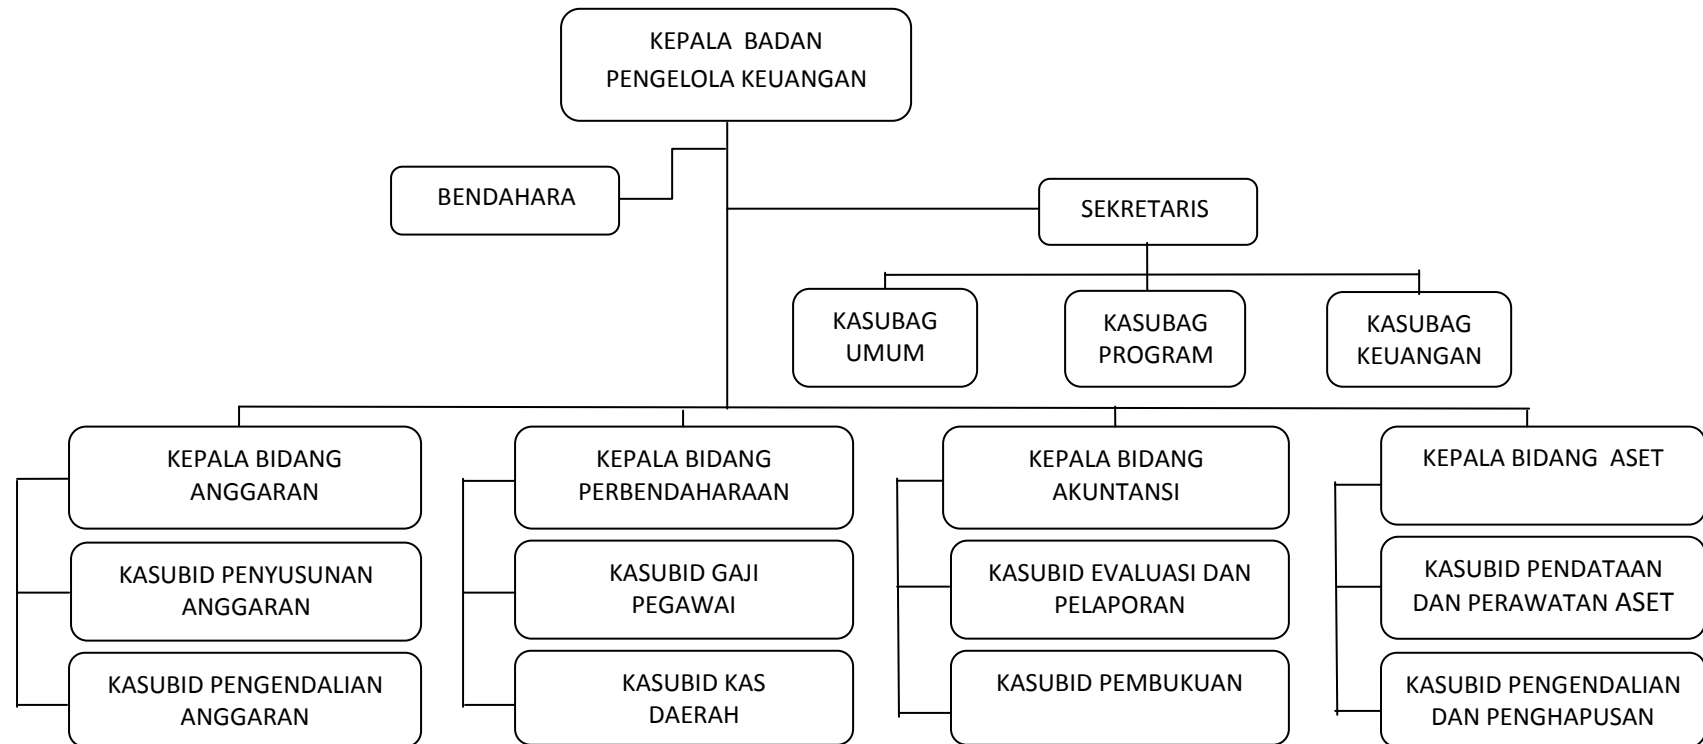 KEPALA BADAN
PENGELOLA KEUANGAN
BENDAHARA
SEKRETARIS
KASUBAG
UMUM
KASUBAG
PROGRAM
KASUBAG
KEUANGAN
KEPALA BIDANG
ANGGARAN
KEPALA BIDANG
PERBENDAHARAAN
KEPALA BIDANG
AKUNTANSI
KEPALA BIDANG ASET
KASUBID PENYUSUNAN
ANGGARAN
KASUBID GAJI
PEGAWAI
KASUBID EVALUASI DAN
PELAPORAN
KASUBID PENDATAAN
DAN PERAWATAN ASET
KASUBID PENGENDALIAN
ANGGARAN
KASUBID KAS
DAERAH
KASUBID PEMBUKUAN
KASUBID PENGENDALIAN
DAN PENGHAPUSAN